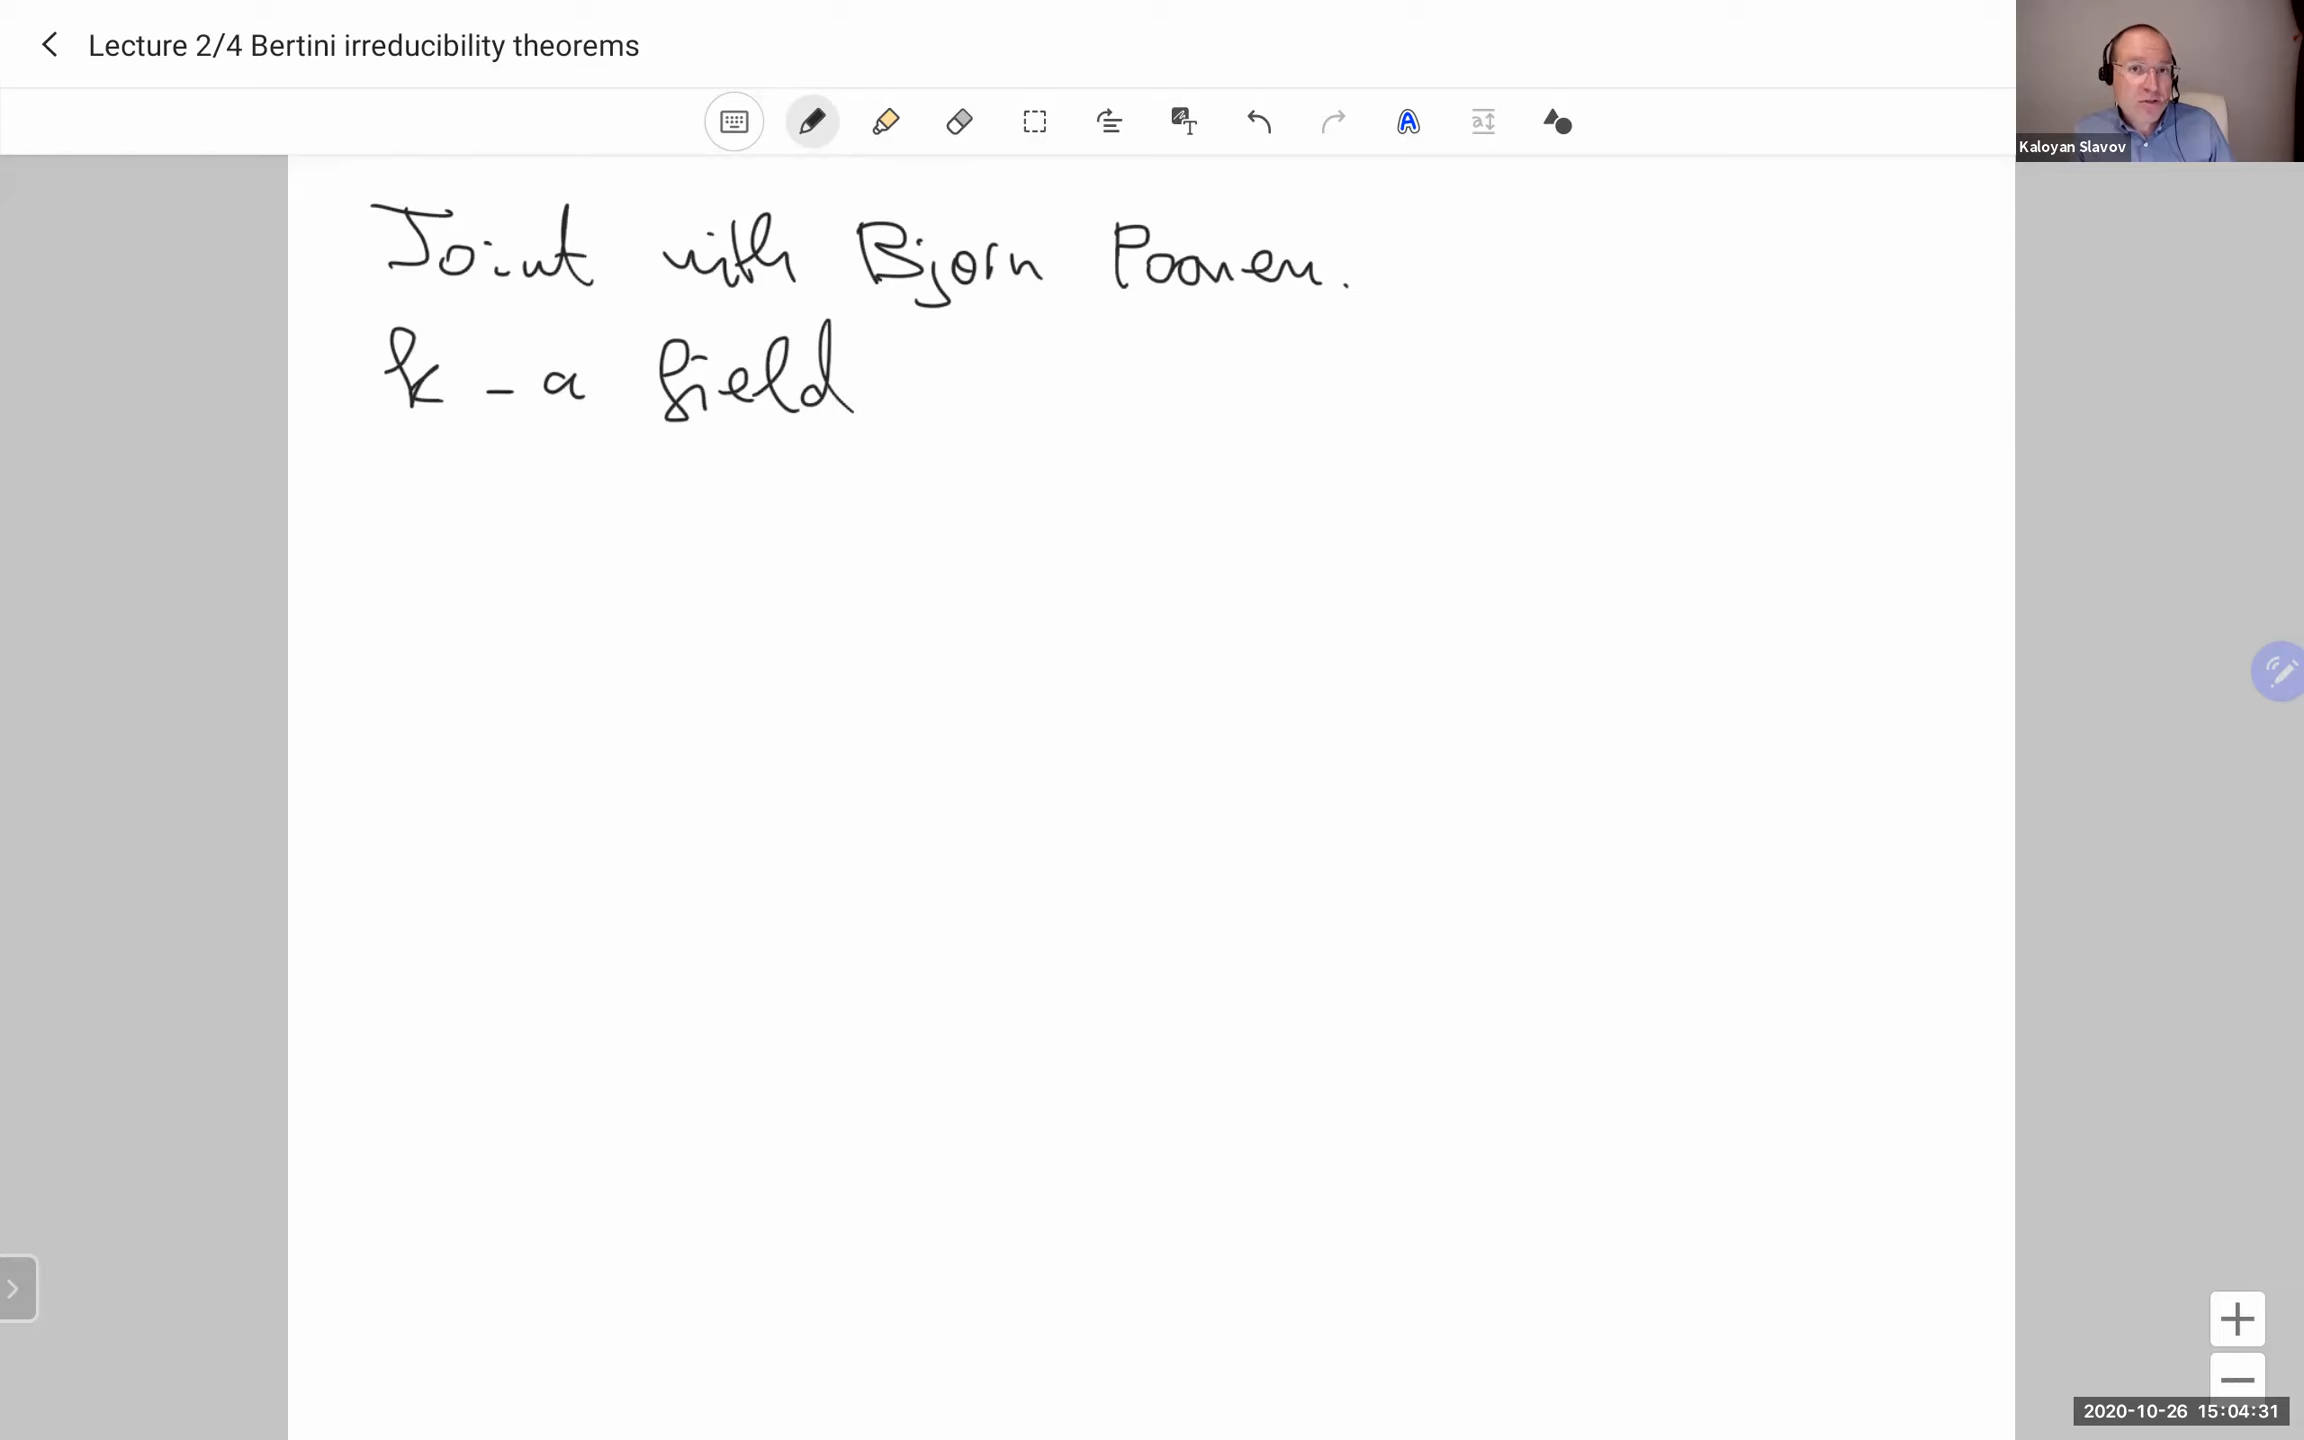 Lecture 2/4 Bertini irreducibility theorems
Kaloyan Slavov
Joint with Bjorn Poonen.
k - a field
2020-10-26 15:04:31